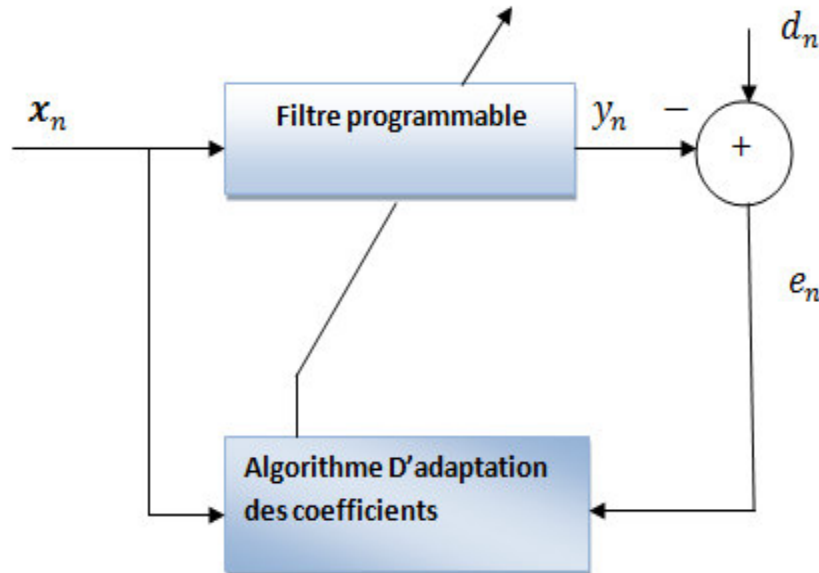 d_n
x_n
Filtre programmable
y_n
−
+
e_n
Algorithme D'adaptation
des coefficients